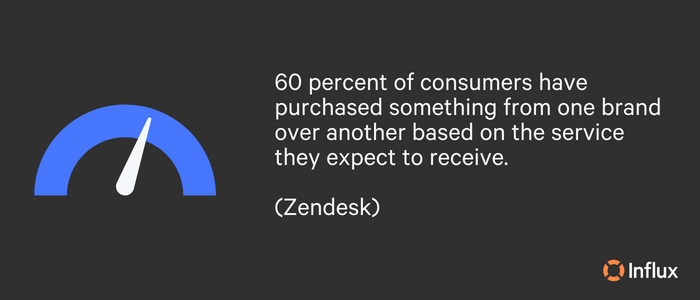 60 percent of consumers have
purchased something from one brand
over another based on the service
they expect to receive.
(Zendesk)
Influx